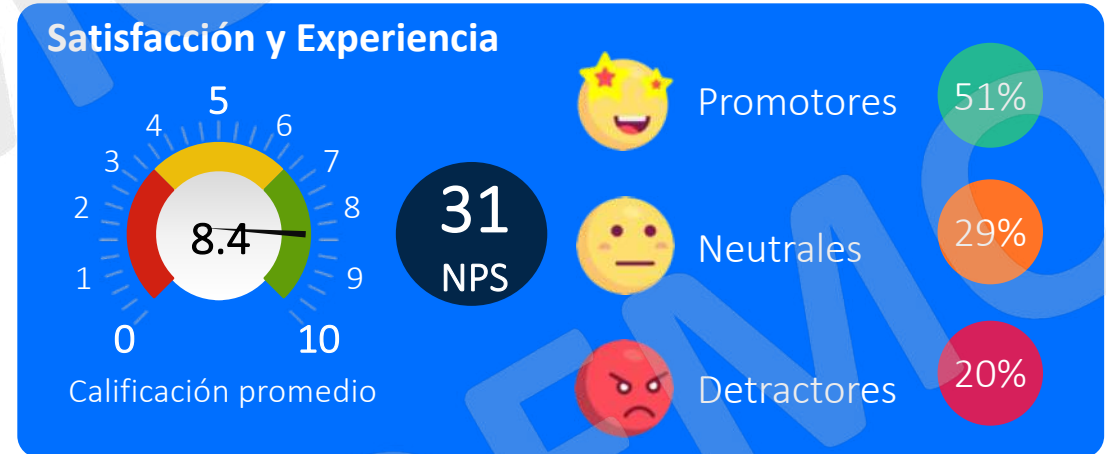 Satisfacción y Experiencia
5
4
6
3
7
2
8
1
9
0
10
8.4
Calificación promedio
31
NPS
Promotores
51%
Neutrales
29%
Detractores
20%